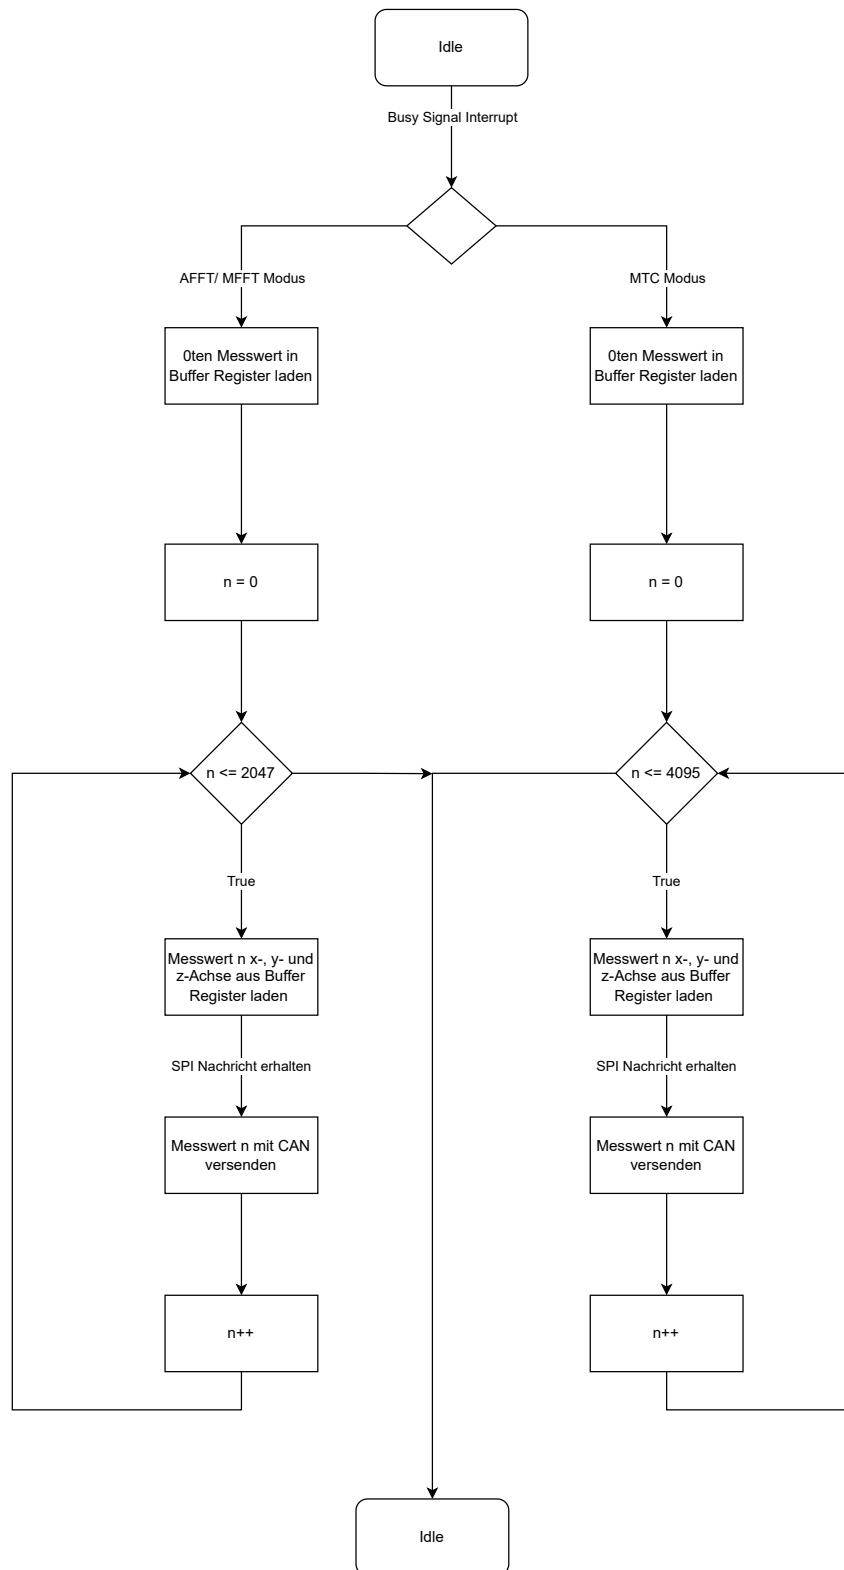 Idle
Busy Signal Interrupt
AFFT/ MFFT Modus
MTC Modus
0ten Messwert in
Buffer Register laden
0ten Messwert in
Buffer Register laden
n = 0
n = 0
n <= 2047
n <= 4095
True
True
Messwert n x-, y- und
z-Achse aus Buffer
Register laden
Messwert n x-, y- und
z-Achse aus Buffer
Register laden
SPI Nachricht erhalten
SPI Nachricht erhalten
Messwert n mit CAN
versenden
Messwert n mit CAN
versenden
n++
n++
Idle